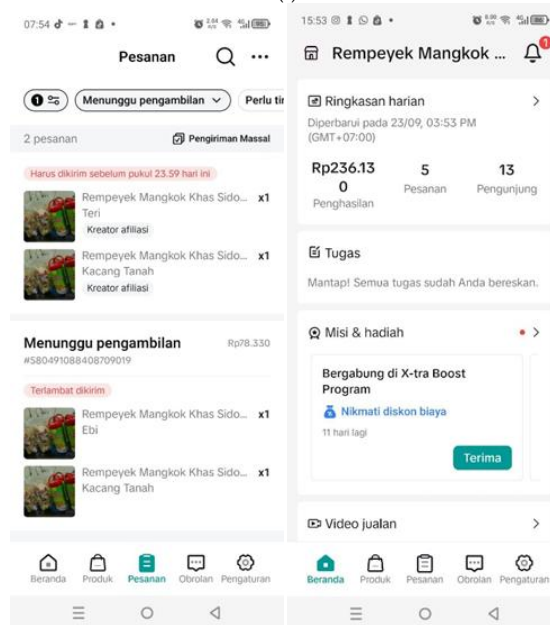 07:54
Pesanan
1
Menunggu pengambilan
Perlu tin
2 pesanan
Pengiriman Massal
Harus dikirim sebelum pukul 23.59 hari ini
Rempeyek Mangkok Khas Sido... x1
Teri
Kreator afiliasi
Rempeyek Mangkok Khas Sido... x1
Kacang Tanah
Kreator afiliasi
Menunggu pengambilan Rp78.330
#580491088408709019
Terlambat dikirim
Rempeyek Mangkok Khas Sido... x1
Ebi
Rempeyek Mangkok Khas Sido... x1
Kacang Tanah
Beranda Produk Pesanan Obrolan Pengaturan
15:53
Rempeyek Mangkok ... 1
Ringkasan harian
Diperbarui pada 23/09, 03:53 PM
(GMT+07:00)
Rp236.13 5 13
0 Pesanan Pengunjung
Penghasilan
Tugas
Mantap! Semua tugas sudah Anda bereskan.
Misi & hadiah
Bergabung di X-tra Boost
Program
Nikmati diskon biaya
11 hari lagi
Terima
Video jualan
Beranda Produk Pesanan Obrolan Pengaturan